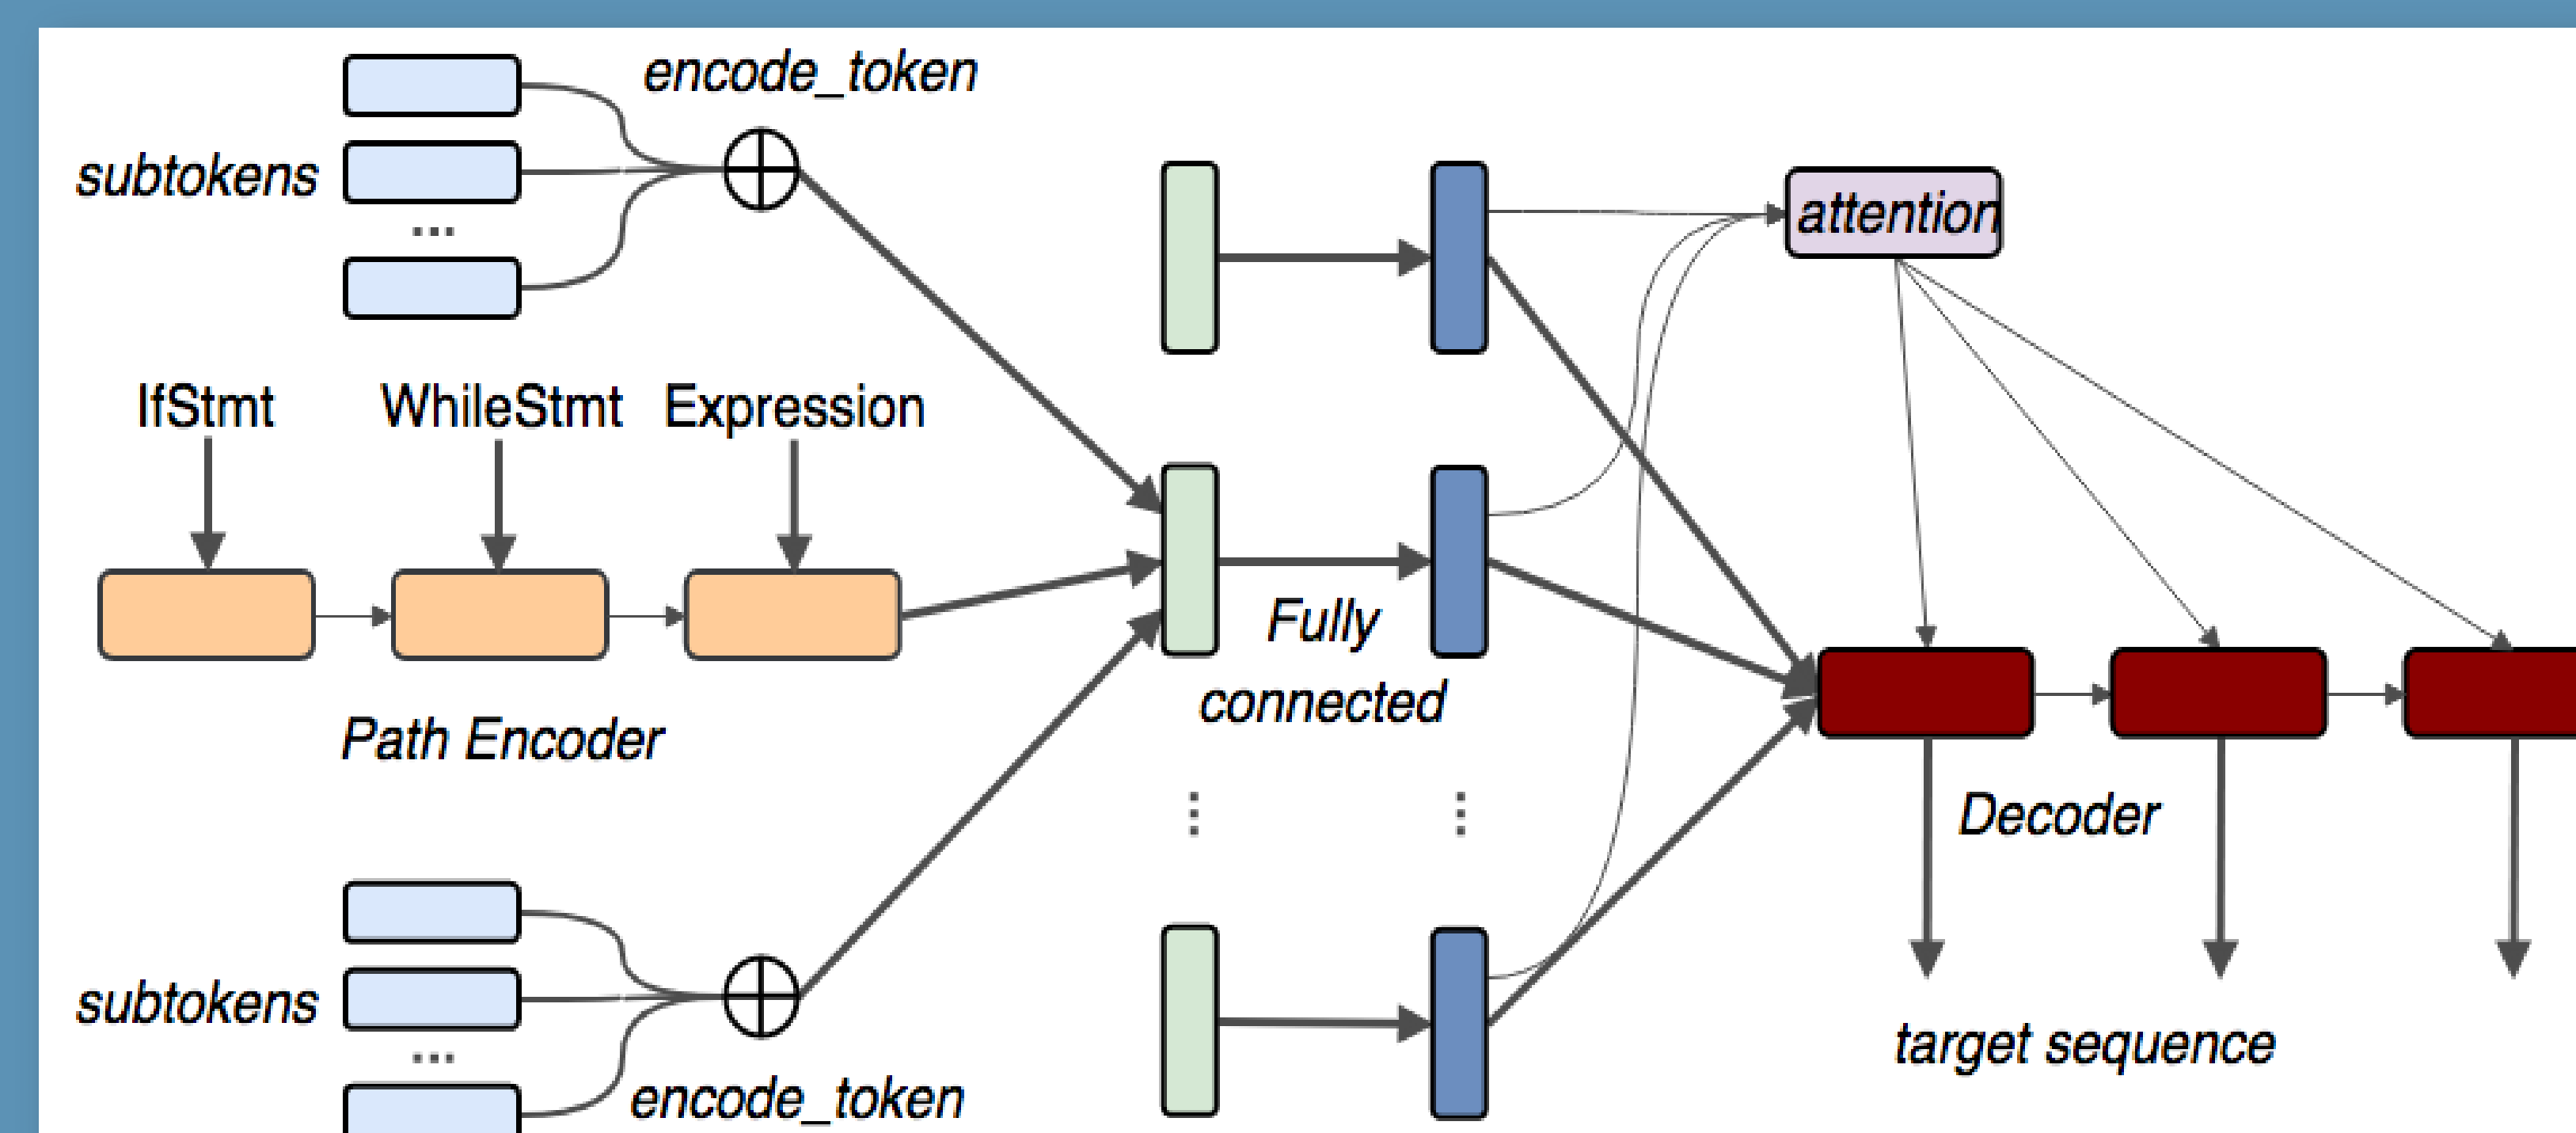 encode_token
subtokens
...
attention
IfStmt
WhileStmt
Expression
Fully
connected
Path Encoder
Decoder
subtokens
...
encode_token
target sequence